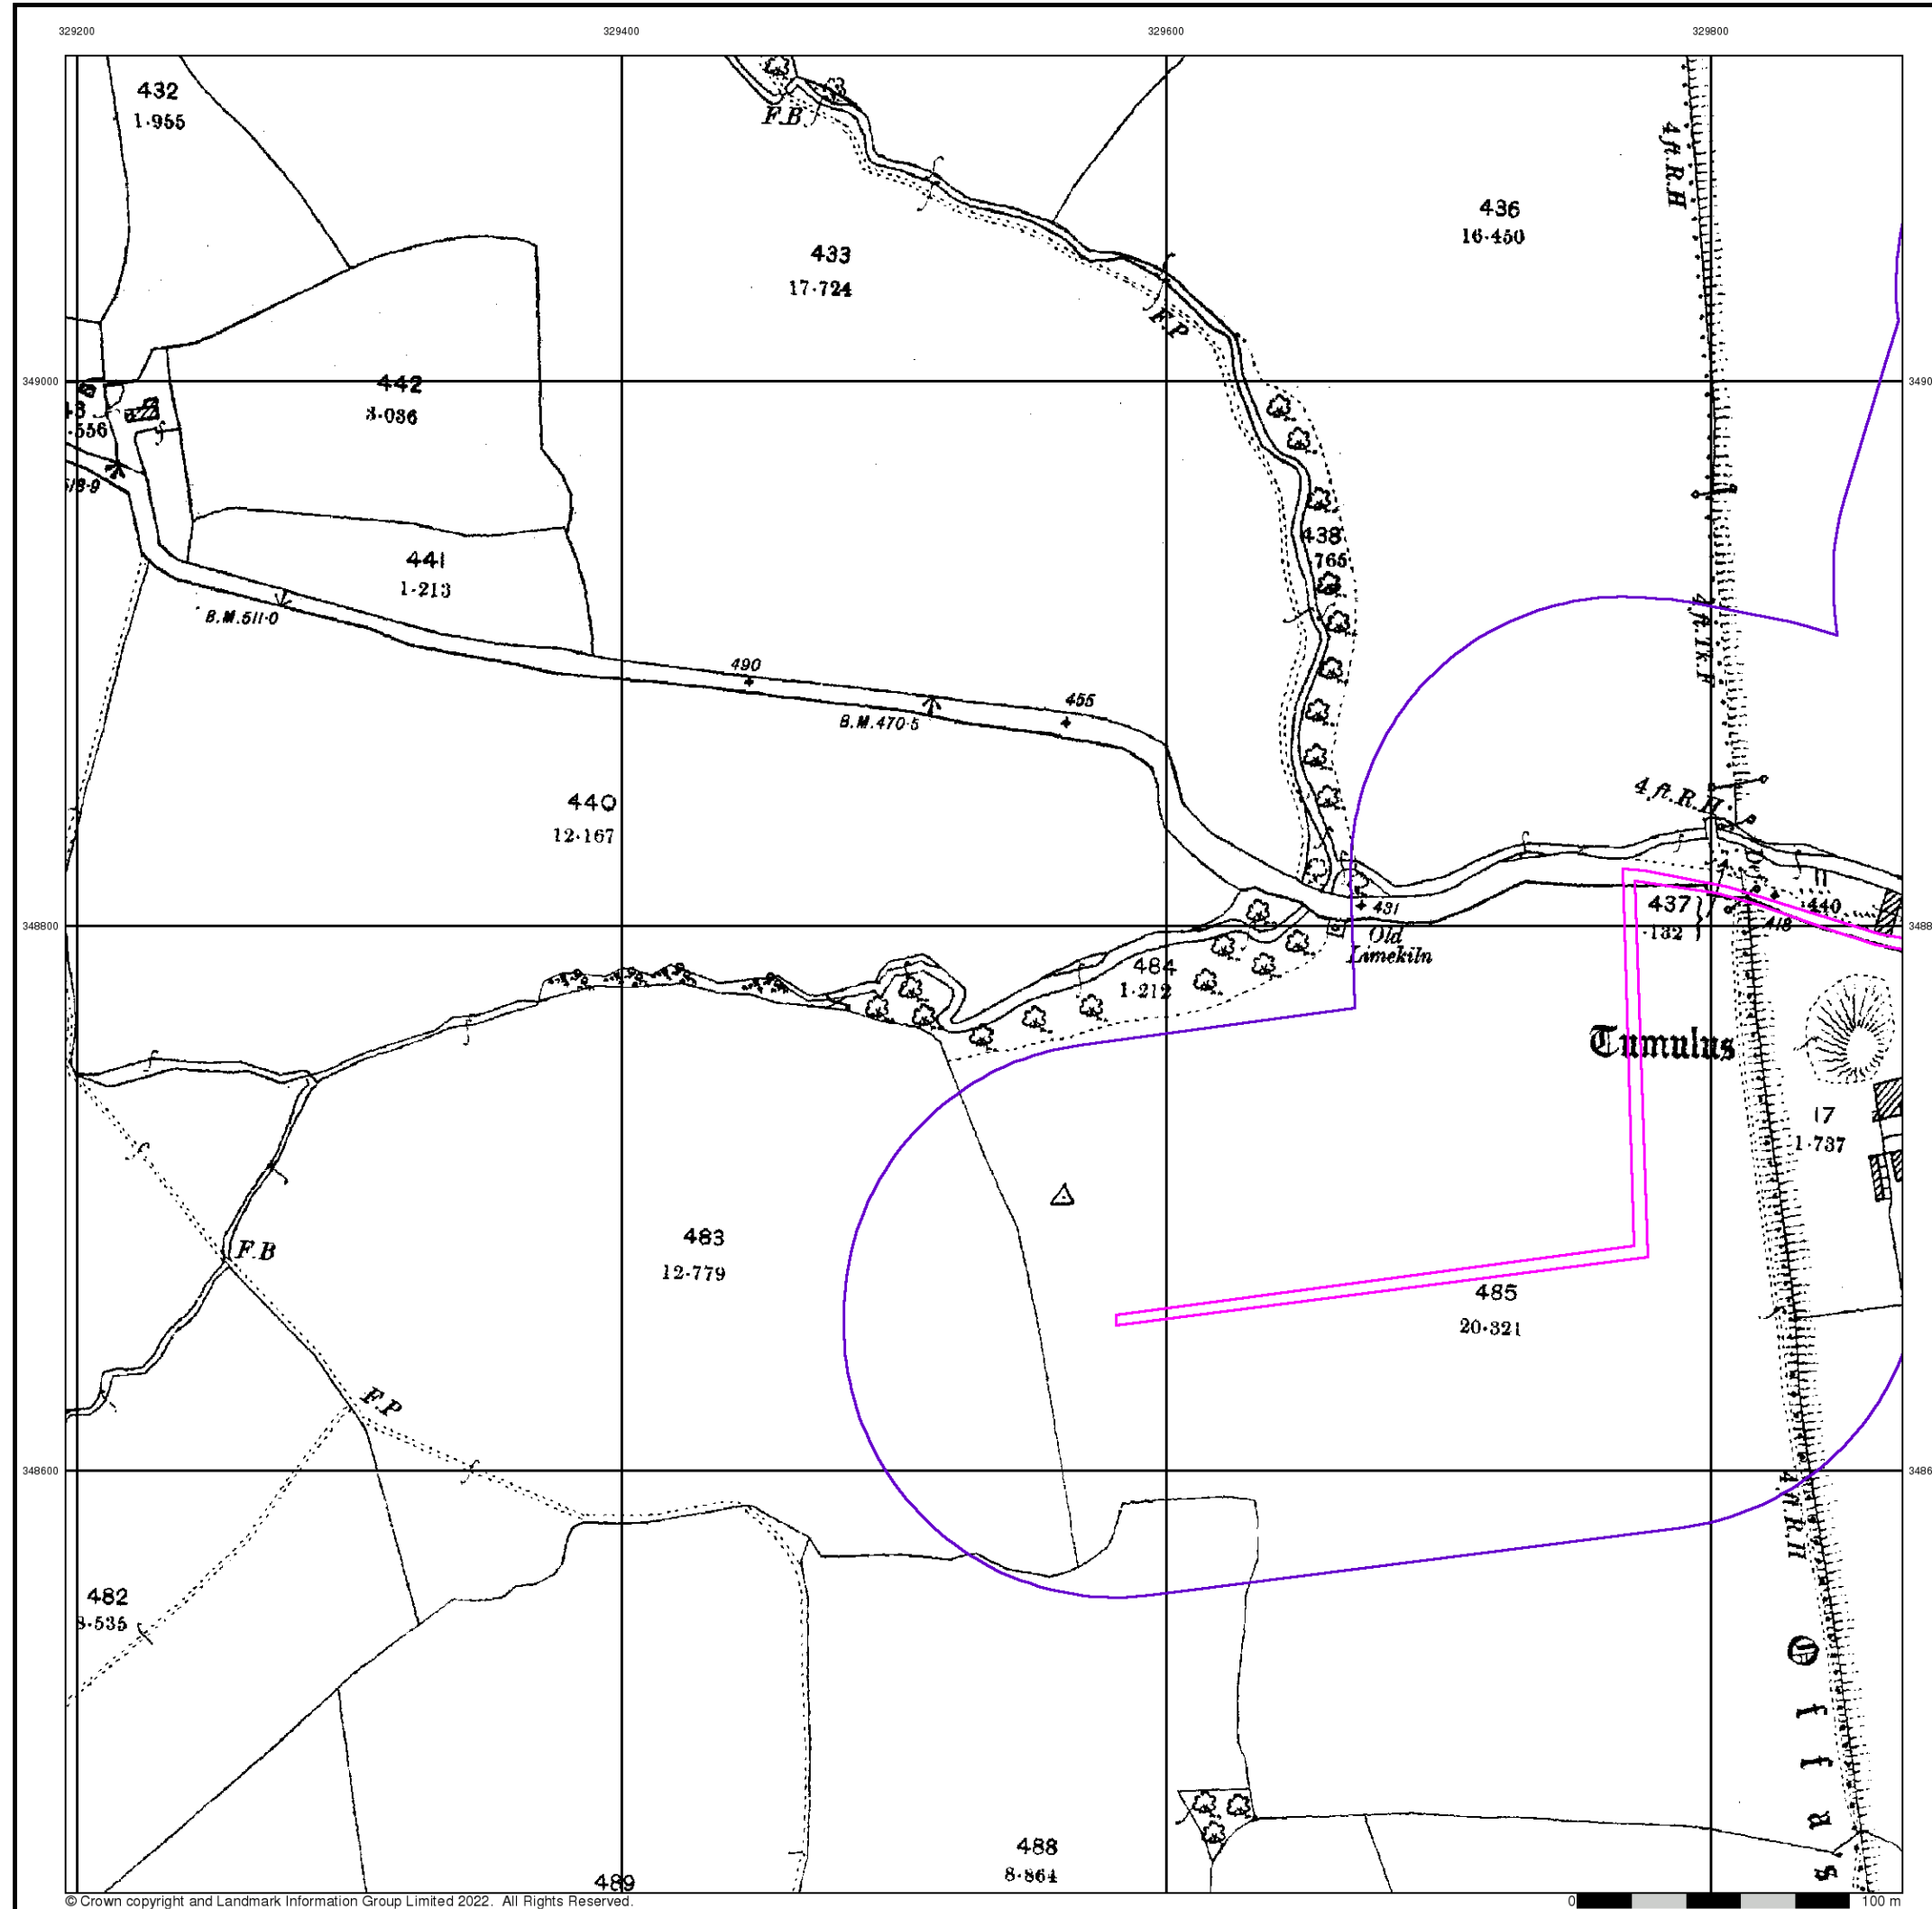 329200
329400
329600
329800
432
1·955
F.B
4 ft.R.H
436
16·450
433
17·724
F.P
349000
442
3·036
.556
438
·765
441
1·213
B.M.511·0
490
455
B.M.470·5
4 ft.R.H
440
12·167
431
Old
Limekiln
437
·132
440
418
348800
484
1·212
Tumulus
17
1·737
483
12·779
F.B
485
20·321
F.P
348600
4 ft.R.H
482
488
8·864
489
O f f a s
© Crown copyright and Landmark Information Group Limited 2022. All Rights Reserved.
0
100 m